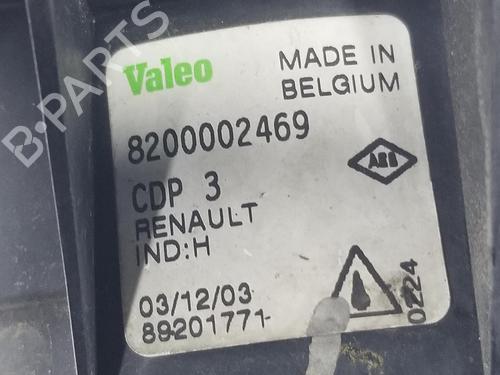 B-PARTS
Valeo
MADE IN
BELGIUM
8200002469
CDP 3
RENAULT
IND:H
03/12/03
89201771-
0224